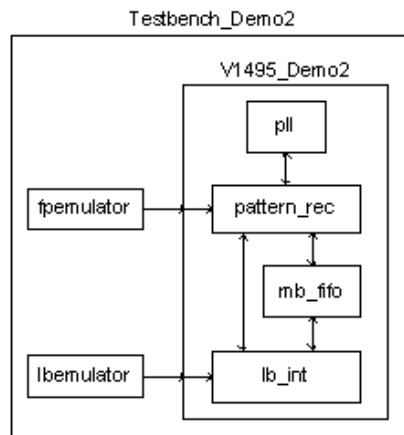 Testbench_Demo2
V1495_Demo2
pll
fpemulator
pattern_rec
mb_fifo
lbemulator
lb_int